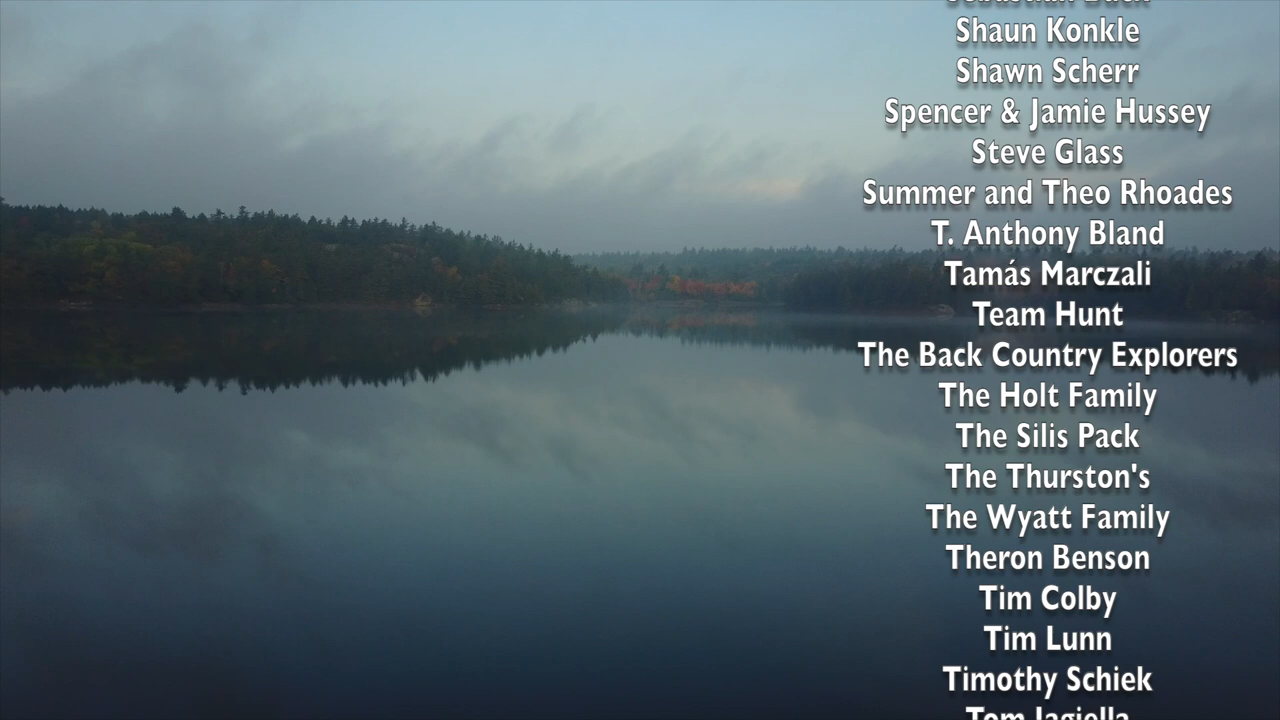 Shaun Konkle
Shawn Scherr
Spencer & Jamie Hussey
Steve Glass
Summer and Theo Rhoades
T. Anthony Bland
Tamás Marczali
Team Hunt
The Back Country Explorers
The Holt Family
The Silis Pack
The Thurston's
The Wyatt Family
Theron Benson
Tim Colby
Tim Lunn
Timothy Schiek
Tom Jagiella